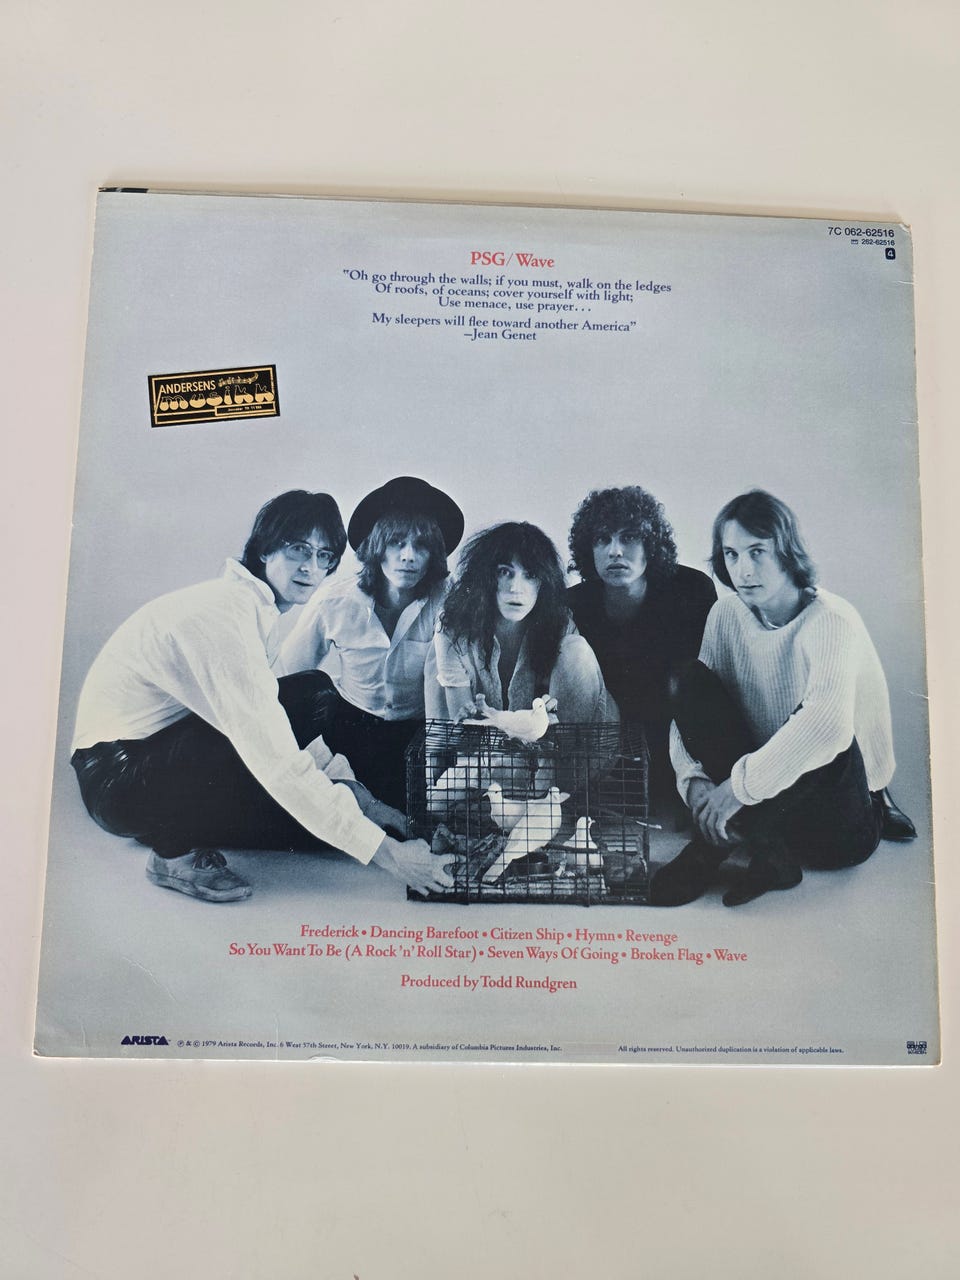 7C 062-62516
262-62516
4
PSG/Wave
"Oh go through the walls; if you must, walk on the ledges
Of roofs, of oceans; cover yourself with light;
Use menace, use prayer...
My sleepers will flee toward another America"
—Jean Genet
ANDERSENS
musikk
Frederick • Dancing Barefoot • Citizen Ship • Hymn • Revenge
So You Want To Be (A Rock 'n' Roll Star) • Seven Ways Of Going • Broken Flag • Wave
Produced by Todd Rundgren
ARISTA ℗ & © 1979 Arista Records, Inc. 6 West 57th Street, New York, N.Y. 10019. A subsidiary of Columbia Pictures Industries, Inc.
All rights reserved. Unauthorized duplication is a violation of applicable laws.